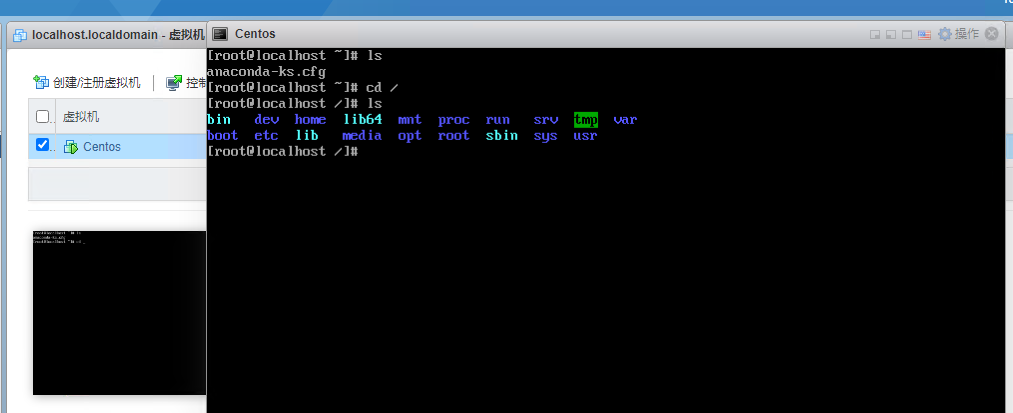 localhost.localdomain - 虚拟机
Centos
操作
创建/注册虚拟机
虚拟机
Centos
[root@localhost ~]# ls
anaconda-ks.cfg
[root@localhost ~]# cd /
[root@localhost /]# ls
bin dev home lib64 mnt proc run srv tmp var
boot etc lib media opt root sbin sys usr
[root@localhost /]#
[root@localhost ~]# ls
anaconda-ks.cfg
[root@localhost ~]# cd _